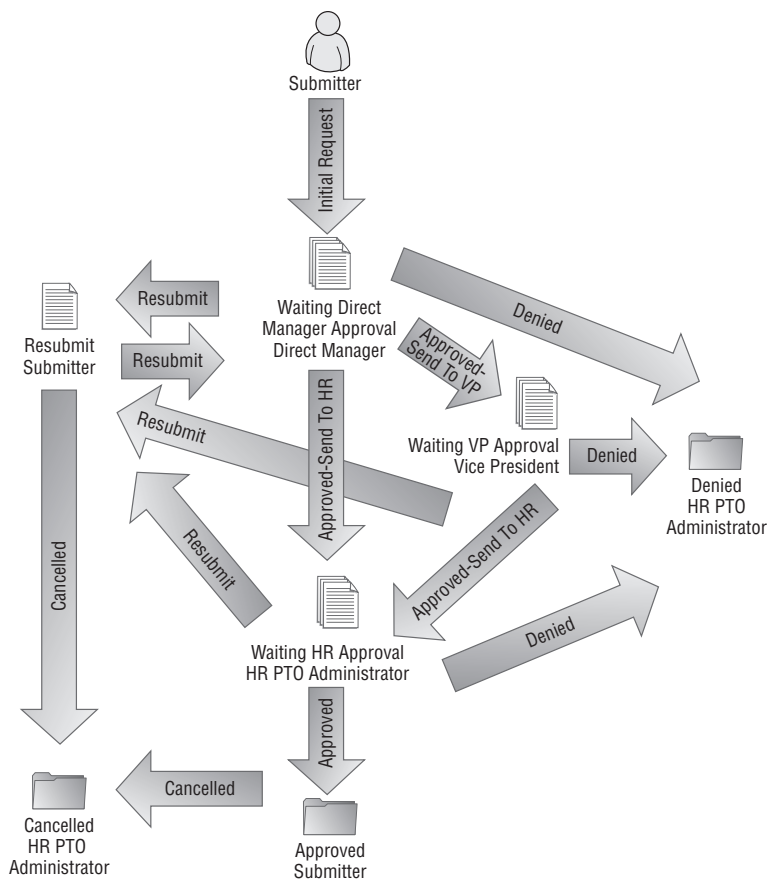 Submitter
Initial Request
Waiting Direct
Manager Approval
Direct Manager
Resubmit
Resubmit
Resubmit
Submitter
Denied
Approved-
Send To VP
Resubmit
Approved-Send To HR
Waiting VP Approval
Vice President
Denied
Denied
HR PTO
Administrator
Resubmit
Approved-Send To HR
Cancelled
Waiting HR Approval
HR PTO Administrator
Denied
Approved
Cancelled
Cancelled
HR PTO
Administrator
Approved
Submitter